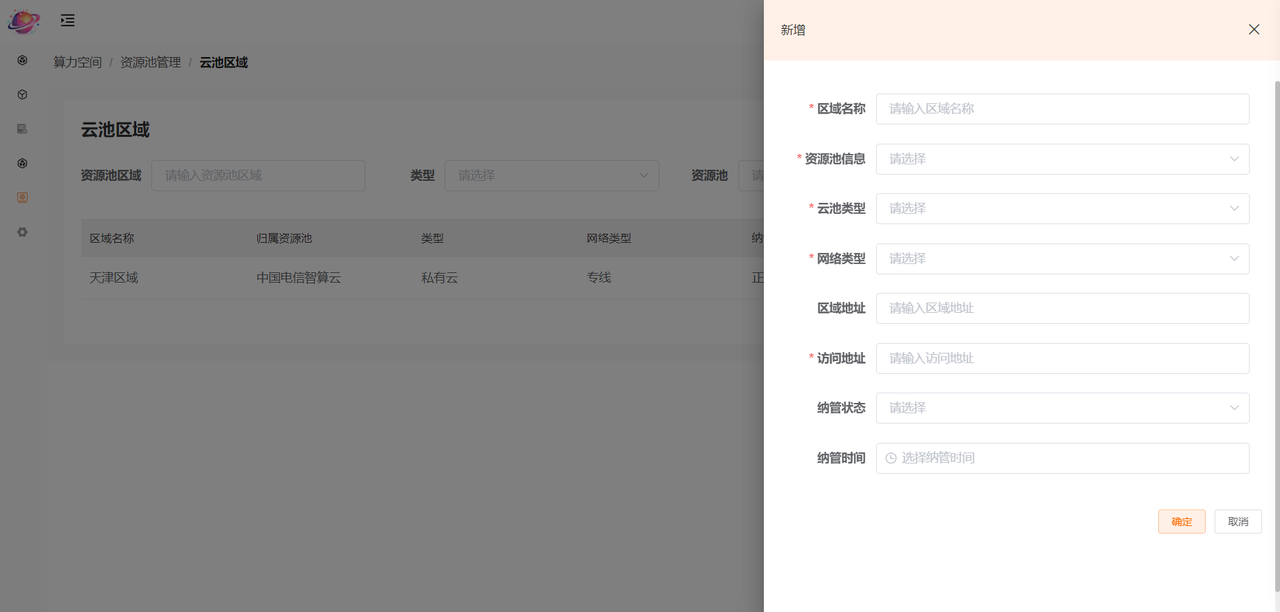 算力空间 / 资源池管理 / 云池区域
云池区域
资源池区域 请输入资源池区域 类型 请选择 资源池 请
区域名称 归属资源池 类型 网络类型 纳
天津区域 中国电信智算云 私有云 专线 正
新增
* 区域名称 请输入区域名称
* 资源池信息 请选择
* 云池类型 请选择
* 网络类型 请选择
区域地址 请输入区域地址
* 访问地址 请输入访问地址
纳管状态 请选择
纳管时间 选择纳管时间
确定 取消